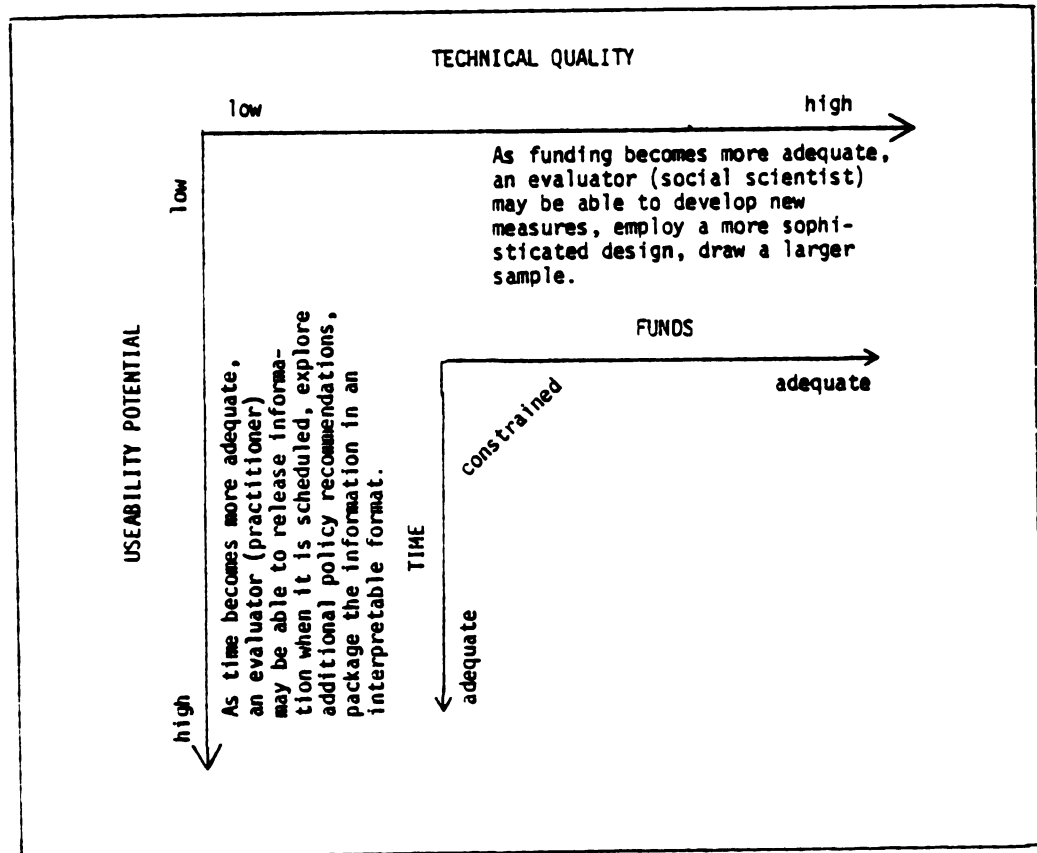 TECHNICAL QUALITY
low
high
As funding becomes more adequate,
an evaluator (social scientist)
may be able to develop new
measures, employ a more sophi-
sticated design, draw a larger
sample.
USEABILITY POTENTIAL
low
high
As time becomes more adequate,
an evaluator (practitioner)
may be able to release informa-
tion when it is scheduled, explore
additional policy recommendations,
package the information in an
interpretable format.
FUNDS
adequate
constrained
TIME
adequate